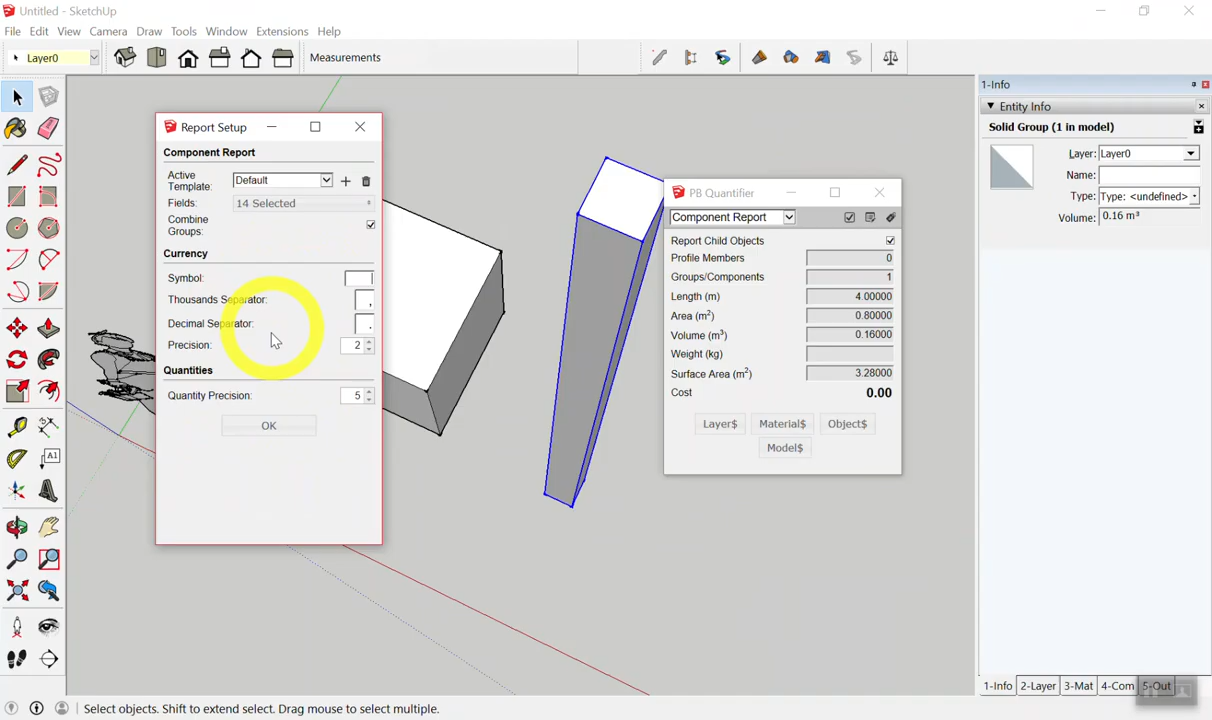 Untitled - SketchUp
File Edit View Camera Draw Tools Window Extensions Help
Layer0
Measurements
1-Info
Entity Info
Solid Group (1 in model)
Layer: Layer0
Name:
Type: Type: <undefined>
Volume: 0.16 m³
Report Setup
Component Report
Active Template: Default
Fields: 14 Selected
Combine Groups:
Currency
Symbol:
Thousands Separator: ,
Decimal Separator: .
Precision: 2
Quantities
Quantity Precision: 5
OK
PB Quantifier
Component Report
Report Child Objects
Profile Members 0
Groups/Components 1
Length (m) 4.00000
Area (m²) 0.80000
Volume (m³) 0.16000
Weight (kg)
Surface Area (m²) 3.28000
Cost 0.00
Layer$ Material$ Object$
Model$
A1
1-Info 2-Layer 3-Mat 4-Com 5-Out
Select objects. Shift to extend select. Drag mouse to select multiple.